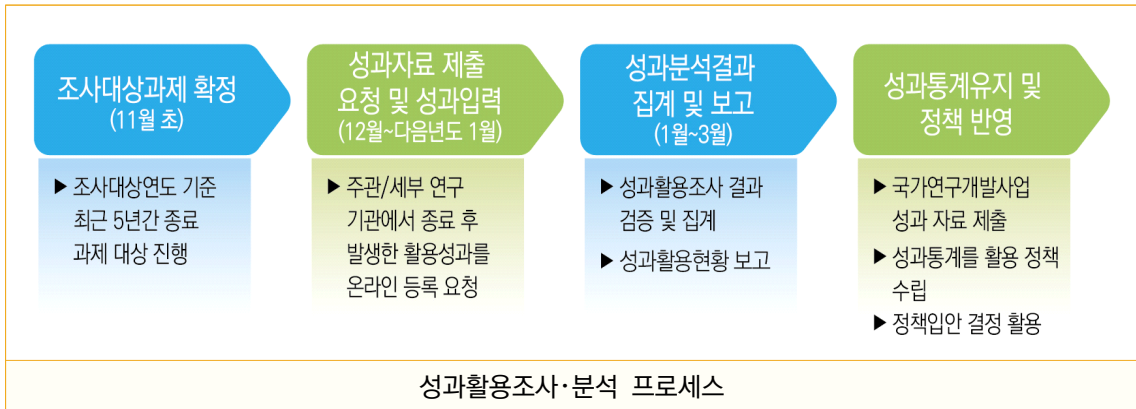 조사대상과제 확정
(11월 초)
▶ 조사대상연도 기준
최근 5년간 종료
과제 대상 진행
성과자료 제출
요청 및 성과입력
(12월~다음년도 1월)
▶ 주관/세부 연구
기관에서 종료 후
발생한 활용성과를
온라인 등록 요청
성과분석결과
집계 및 보고
(1월~3월)
▶ 성과활용조사 결과
검증 및 집계
▶ 성과활용현황 보고
성과통계유지 및
정책 반영
▶ 국가연구개발사업
성과 자료 제출
▶ 성과통계를 활용 정책
수립
▶ 정책입안 결정 활용
성과활용조사·분석 프로세스